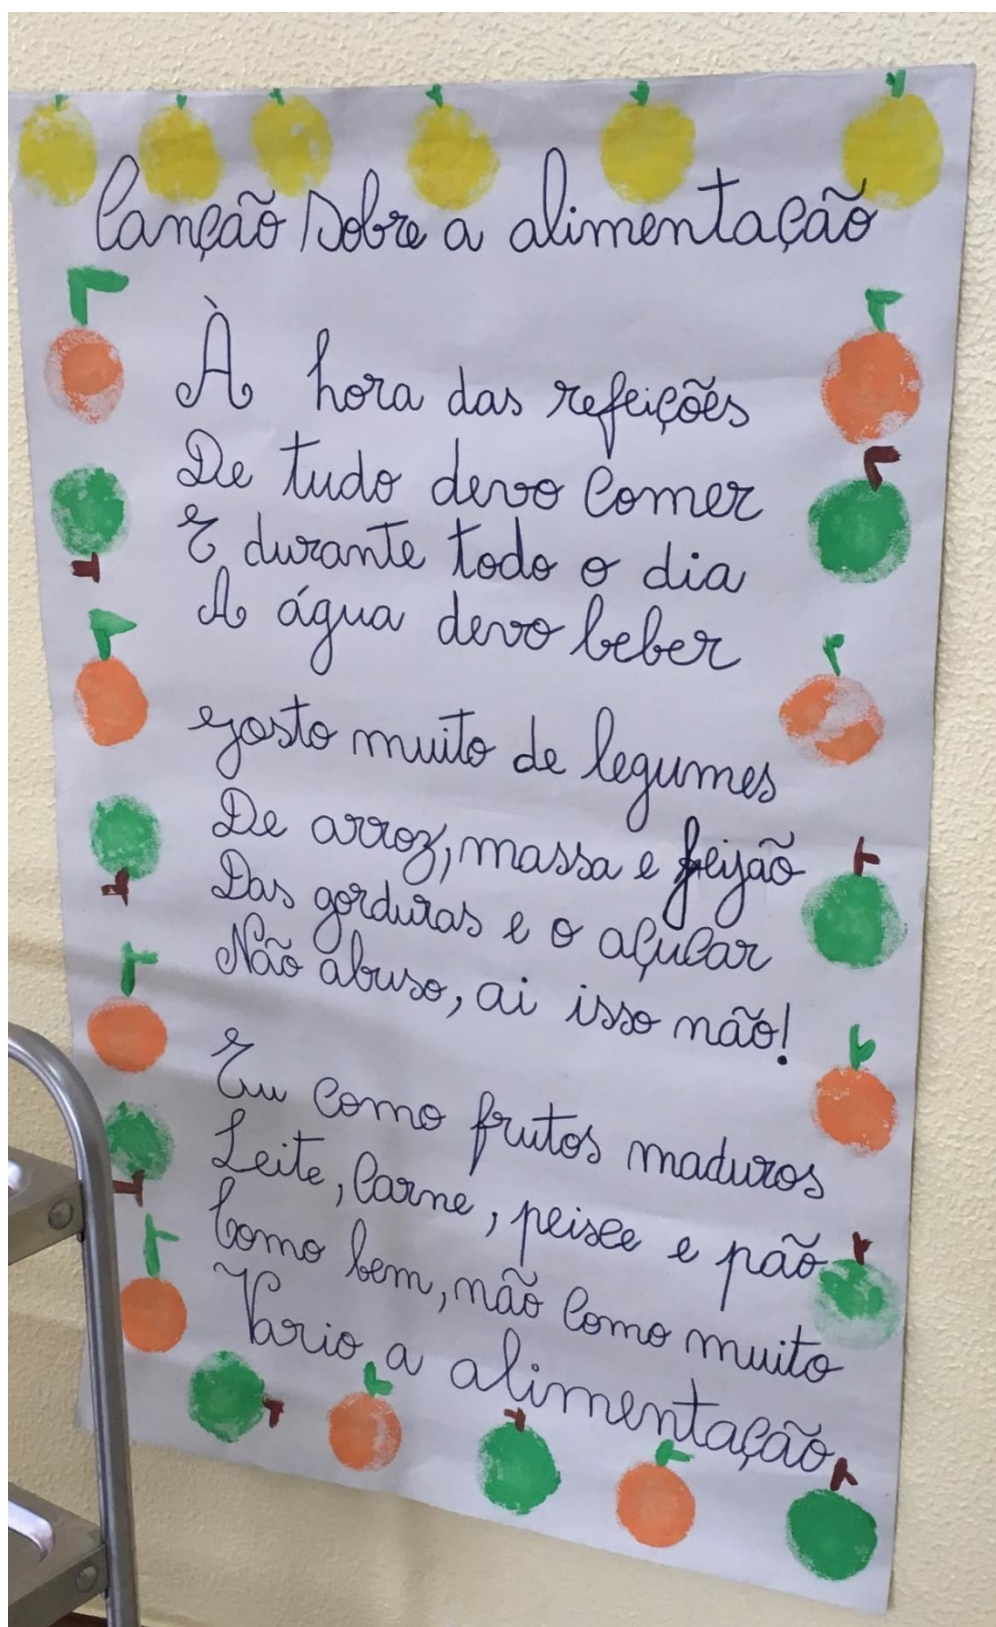 Canção sobre a alimentação
À hora das refeições
De tudo devo comer
E durante todo o dia
A água devo beber
Gosto muito de legumes
De arroz, massa e feijão
Das gorduras e o açúcar
Não abuso, ai isso não!
Eu como frutos maduros
Leite, carne, peixe e pão
Como bem, não como muito
Vario a alimentação